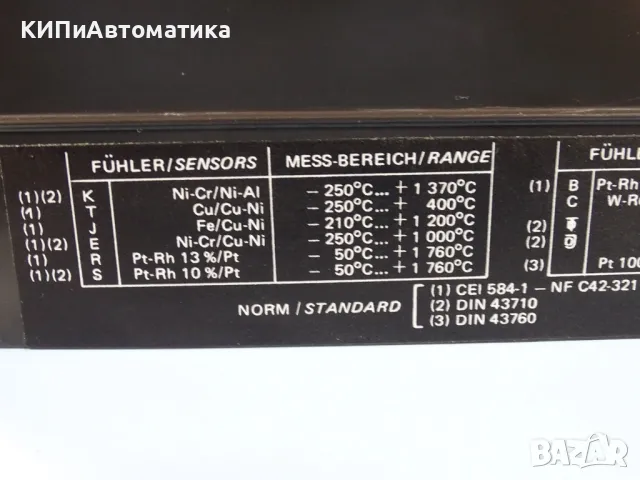 КИПиАвтоматика
FÜHLER/SENSORS MESS-BEREICH/RANGE FÜHL
(1)(2) K Ni-Cr/Ni-Al – 250°C... + 1 370°C (1) B Pt-Rh
(1) T Cu/Cu-Ni – 250°C... + 400°C C W-R
(1) J Fe/Cu-Ni – 210°C... + 1 200°C (2)
(1)(2) E Ni-Cr/Cu-Ni – 250°C... + 1 000°C (2)
(1) R Pt-Rh 13 %/Pt – 50°C... + 1 760°C
(1)(2) S Pt-Rh 10 %/Pt – 50°C... + 1 760°C (3) Pt 100
NORM / STANDARD (1) CEI 584-1 – NF C42-321
(2) DIN 43710
(3) DIN 43760
BAZAR